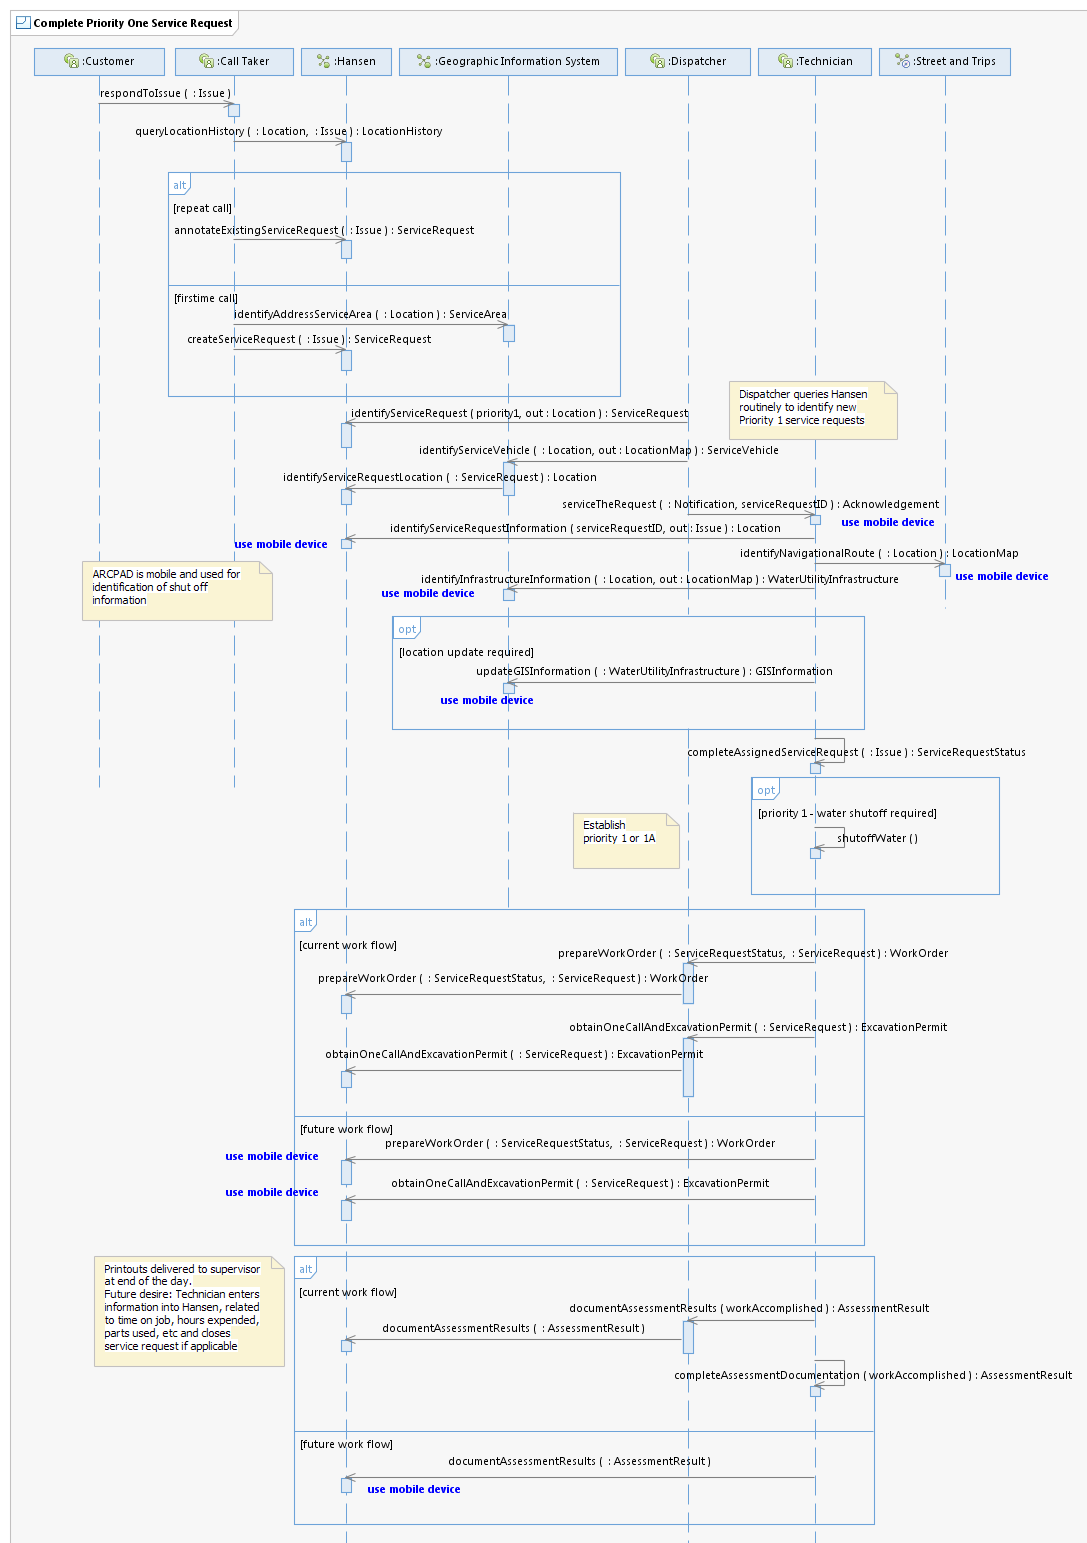 Complete Priority One Service Request
:Customer
:Call Taker
:Hansen
:Geographic Information System
:Dispatcher
:Technician
:Street and Trips
respondToIssue ( : Issue )
queryLocationHistory ( : Location, : Issue ) : LocationHistory
alt
[repeat call]
annotateExistingServiceRequest ( : Issue ) : ServiceRequest
[firstime call]
identifyAddressServiceArea ( : Location ) : ServiceArea
createServiceRequest ( : Issue ) : ServiceRequest
Dispatcher queries Hansen
routinely to identify new
Priority 1 service requests
identifyServiceRequest ( priority1, out : Location ) : ServiceRequest
identifyServiceVehicle ( : Location, out : LocationMap ) : ServiceVehicle
identifyServiceRequestLocation ( : ServiceRequest ) : Location
serviceTheRequest ( : Notification, serviceRequestID ) : Acknowledgement
use mobile device
identifyServiceRequestInformation ( serviceRequestID, out : Issue ) : Location
use mobile device
identifyNavigationalRoute ( : Location ) : LocationMap
use mobile device
ARCPAD is mobile and used for
identification of shut off
information
identifyInfrastructureInformation ( : Location, out : LocationMap ) : WaterUtilityInfrastructure
use mobile device
opt
[location update required]
updateGISInformation ( : WaterUtilityInfrastructure ) : GISInformation
use mobile device
completeAssignedServiceRequest ( : Issue ) : ServiceRequestStatus
opt
[priority 1 - water shutoff required]
shutoffWater ( )
Establish
priority 1 or 1A
alt
[current work flow]
prepareWorkOrder ( : ServiceRequestStatus, : ServiceRequest ) : WorkOrder
prepareWorkOrder ( : ServiceRequestStatus, : ServiceRequest ) : WorkOrder
obtainOneCallAndExcavationPermit ( : ServiceRequest ) : ExcavationPermit
obtainOneCallAndExcavationPermit ( : ServiceRequest ) : ExcavationPermit
[future work flow]
prepareWorkOrder ( : ServiceRequestStatus, : ServiceRequest ) : WorkOrder
use mobile device
obtainOneCallAndExcavationPermit ( : ServiceRequest ) : ExcavationPermit
use mobile device
Printouts delivered to supervisor
at end of the day.
Future desire: Technician enters
information into Hansen, related
to time on job, hours expended,
parts used, etc and closes
service request if applicable
alt
[current work flow]
documentAssessmentResults ( workAccomplished ) : AssessmentResult
documentAssessmentResults ( : AssessmentResult )
completeAssessmentDocumentation ( workAccomplished ) : AssessmentResult
[future work flow]
documentAssessmentResults ( : AssessmentResult )
use mobile device